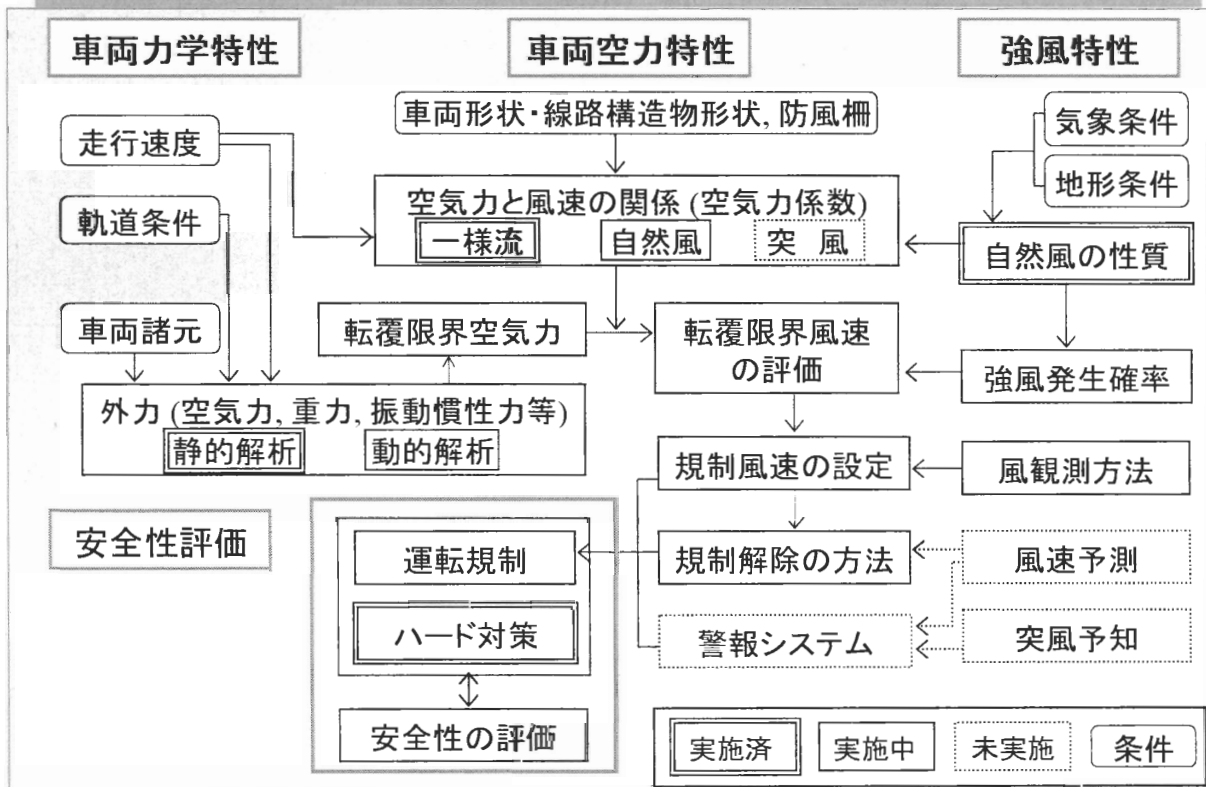 車両力学特性
車両空力特性
強風特性
走行速度
軌道条件
車両諸元
車両形状・線路構造物形状, 防風柵
気象条件
地形条件
空気力と風速の関係 (空気力係数)
一様流
自然風
突 風
自然風の性質
転覆限界空気力
転覆限界風速
の評価
強風発生確率
外力 (空気力, 重力, 振動慣性力等)
静的解析
動的解析
規制風速の設定
風観測方法
安全性評価
運転規制
規制解除の方法
風速予測
ハード対策
警報システム
突風予知
安全性の評価
実施済
実施中
未実施
条件